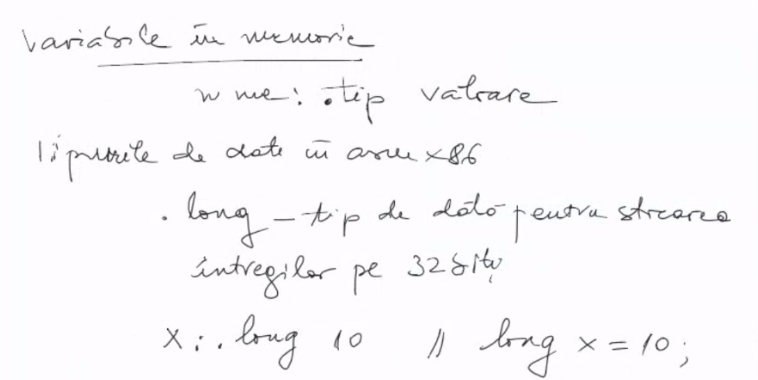 Variabile în memorie
nume: .tip valoare
Tipurile de date în asm x86
. long – tip de dată pentru stocarea
întregilor pe 32 biți
x: .long 10 // long x = 10;